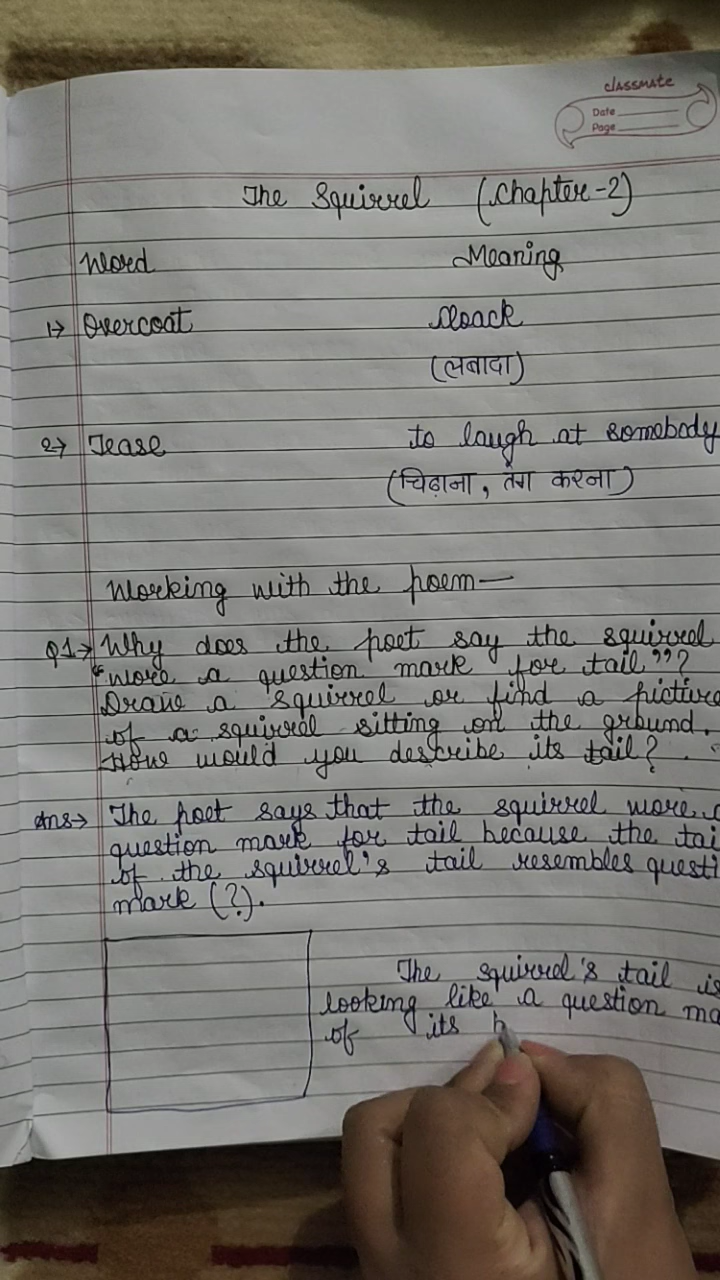 classmate
Date
Page
The Squirrel (Chapter-2)
Word Meaning
1→ Overcoat cloack
(लबादा)
2→ Tease to laugh at somebody
(चिढ़ाना, तंग करना)
Working with the poem—
Q1→ Why does the poet say the squirrel
"wore a question mark for tail"?
Draw a squirrel or find a picture
of a squirrel sitting on the ground.
How would you describe its tail?
Ans→ The poet says that the squirrel wore
question mark for tail because the tai
of the squirrel's tail resembles questi
mark (?).
The squirrel's tail is
looking like a question ma
of its